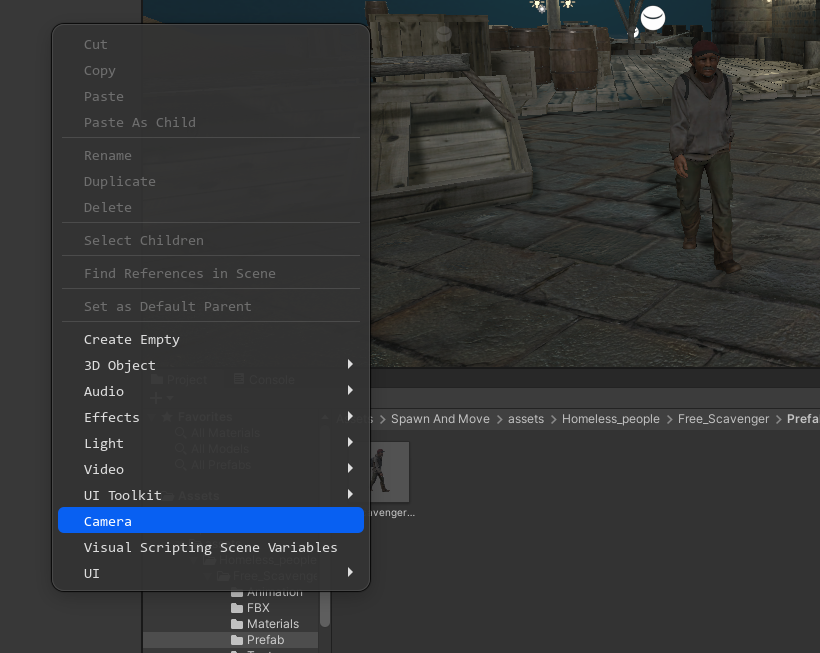 Cut
Copy
Paste
Paste As Child
Rename
Duplicate
Delete
Select Children
Find References in Scene
Set as Default Parent
Create Empty
3D Object
Audio
Effects
Light
Video
UI Toolkit
Camera
Visual Scripting Scene Variables
UI
Project
Console
Favorites
All Materials
All Models
All Prefabs
Assets
Animation
FBX
Materials
Prefab
Spawn And Move > assets > Homeless_people > Free_Scavenger > Prefa
avenger...